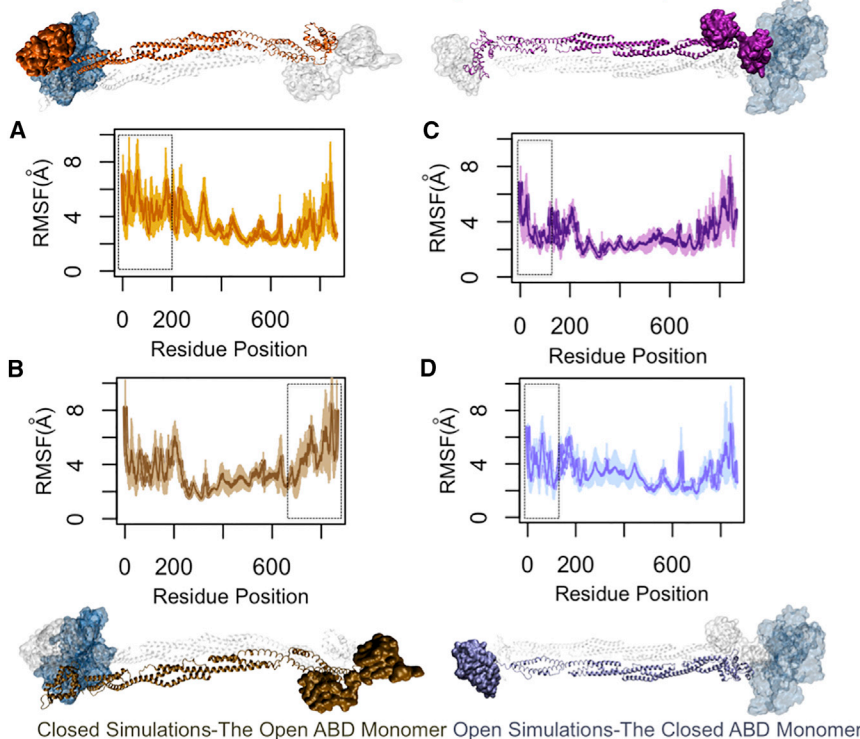 A
RMSF(Å)
8
4
0
0 200 600
Residue Position
C
RMSF(Å)
8
4
0
0 200 600
Residue Position
B
RMSF(Å)
8
4
0
0 200 600
Residue Position
D
RMSF(Å)
8
4
0
0 200 600
Residue Position
Closed Simulations-The Open ABD Monomer
Open Simulations-The Closed ABD Monomer